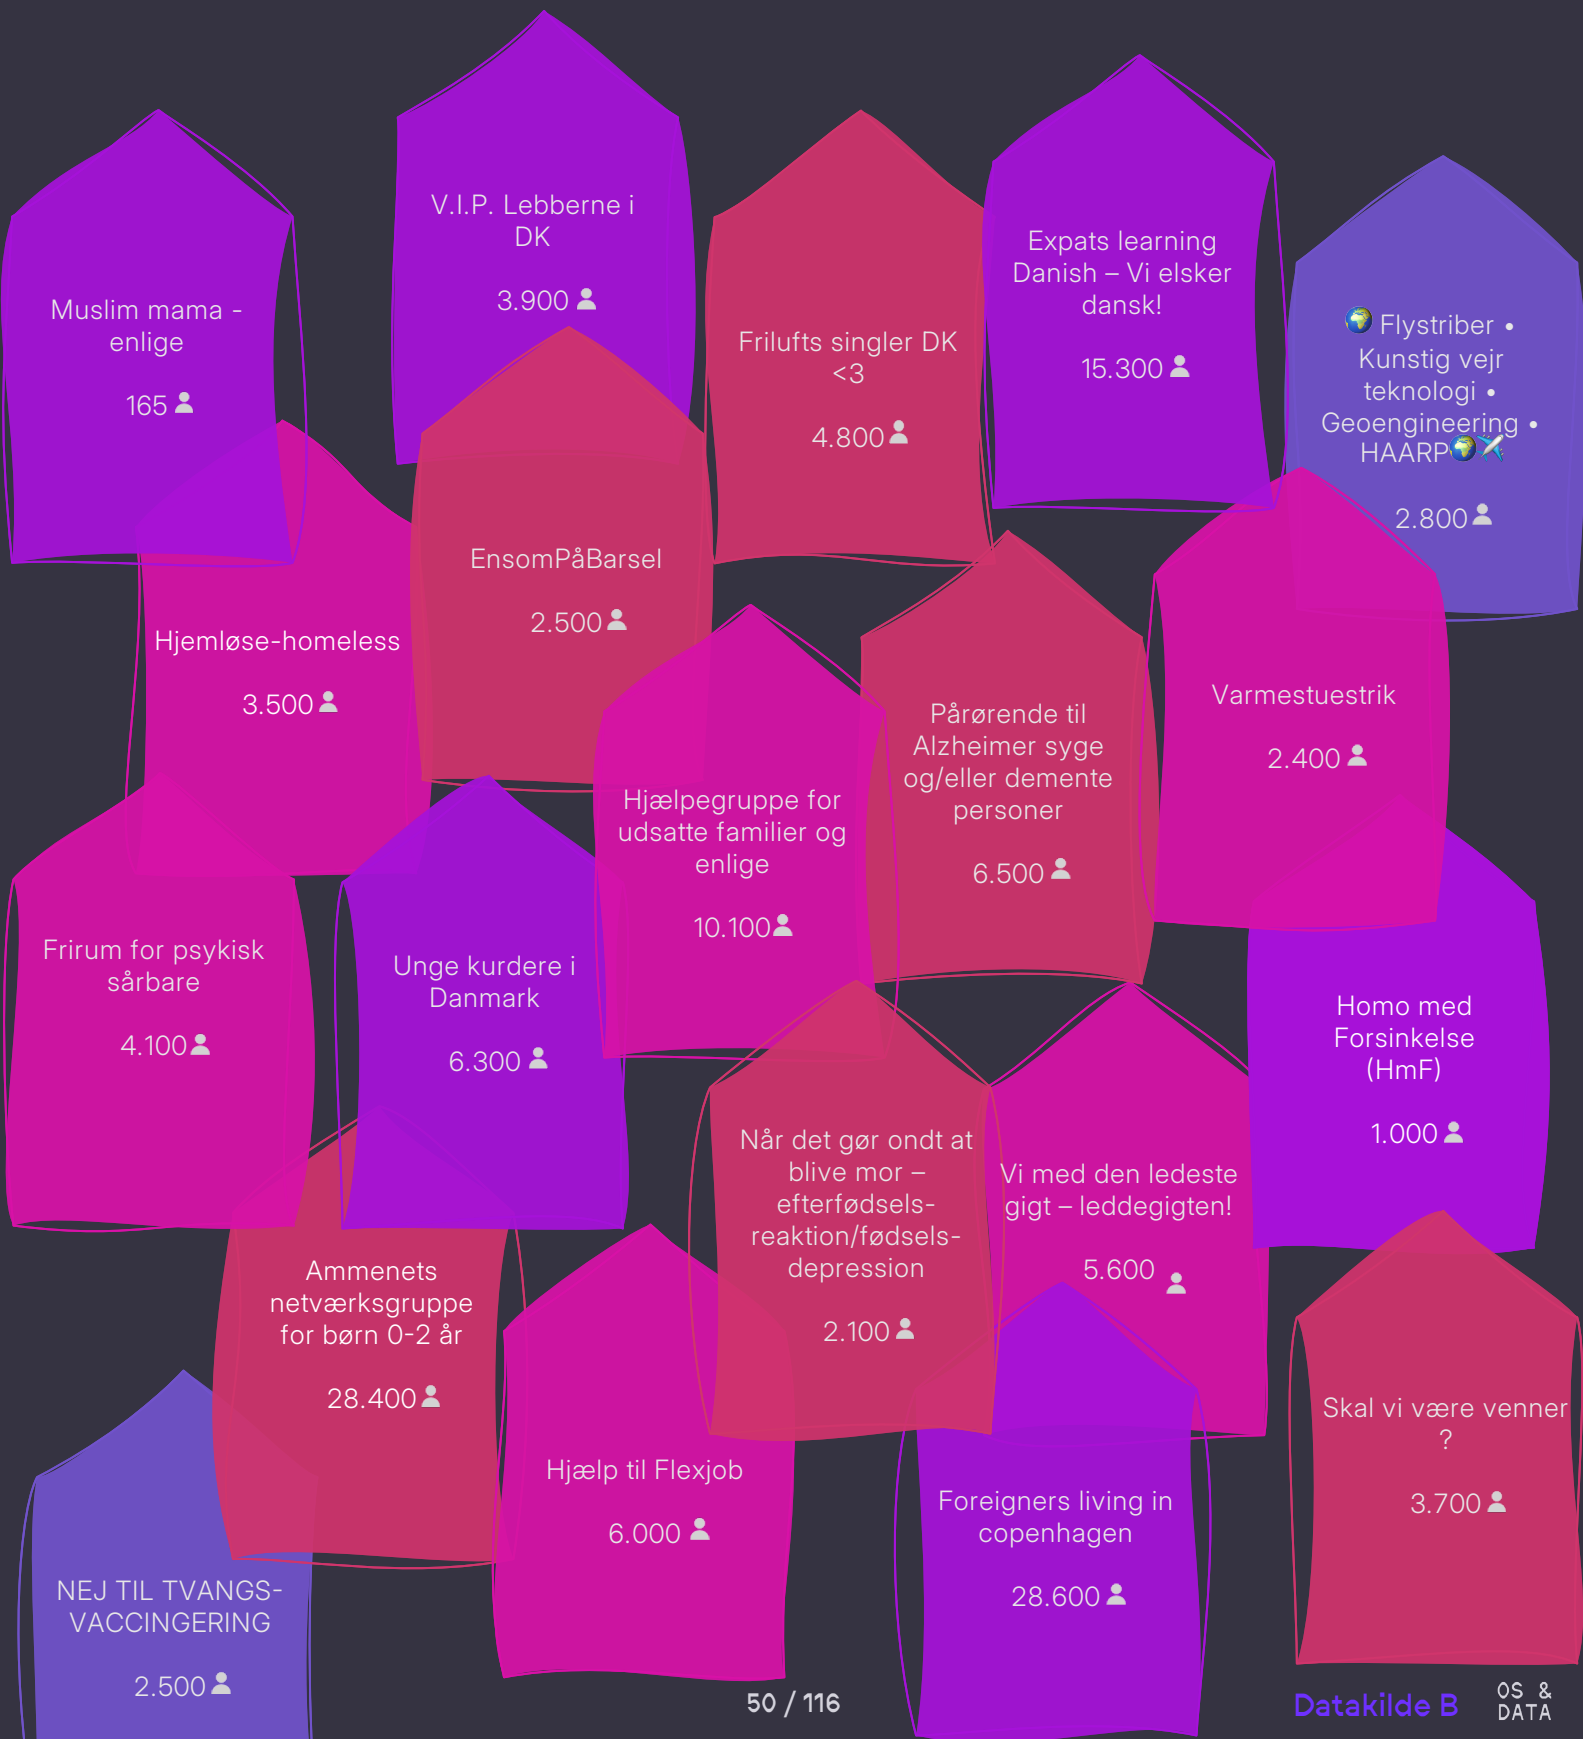 V.I.P. Lebberne i
DK
3.900
Muslim mama -
enlige
165
Frilufts singler DK
<3
4.800
Expats learning
Danish – Vi elsker
dansk!
15.300
🌍 Flystriber •
Kunstig vejr
teknologi •
Geoengineering •
HAARP🌍✈️
2.800
EnsomPåBarsel
2.500
Hjemløse-homeless
3.500
Hjælpegruppe for
udsatte familier og
enlige
10.100
Pårørende til
Alzheimer syge
og/eller demente
personer
6.500
Varmestuestrik
2.400
Frirum for psykisk
sårbare
4.100
Unge kurdere i
Danmark
6.300
Homo med
Forsinkelse
(HmF)
1.000
Når det gør ondt at
blive mor –
efterfødsels-
reaktion/fødsels-
depression
2.100
Vi med den ledeste
gigt – leddegigten!
5.600
Ammenets
netværksgruppe
for børn 0-2 år
28.400
Hjælp til Flexjob
6.000
Foreigners living in
copenhagen
28.600
Skal vi være venner
?
3.700
NEJ TIL TVANGS-
VACCINGERING
2.500
50 / 116
Datakilde B
OS &
DATA